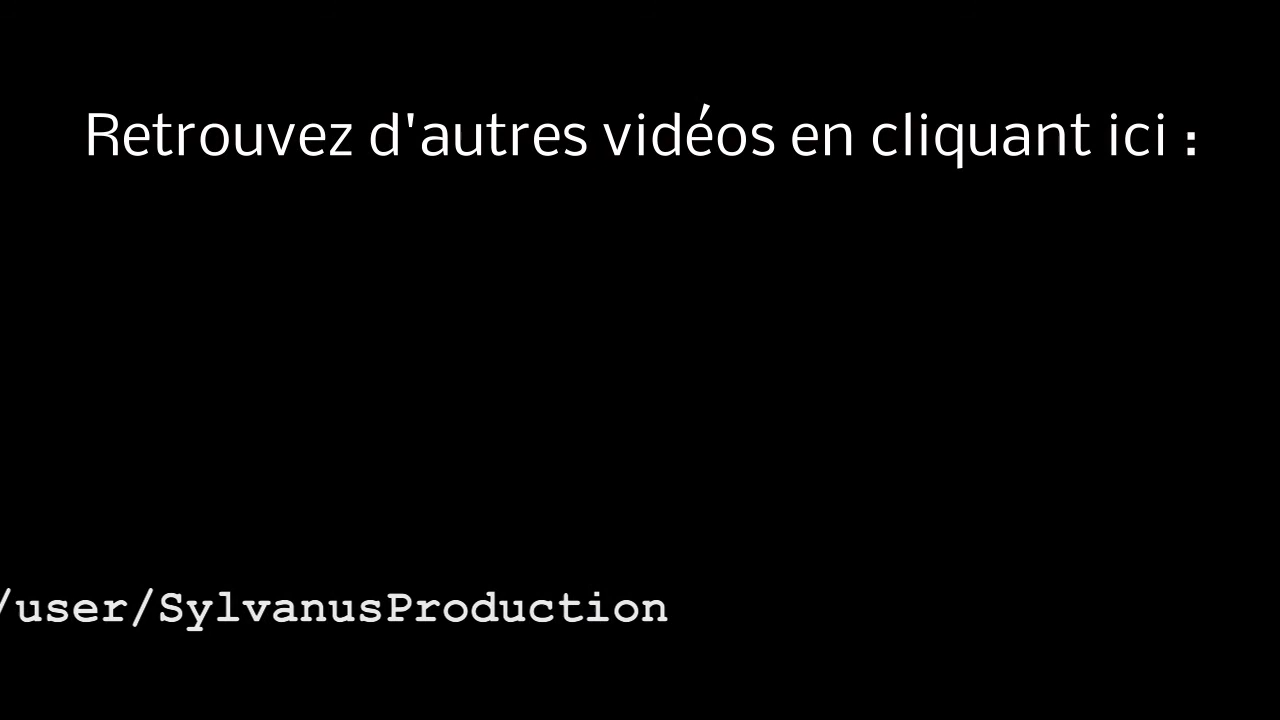 Retrouvez d'autres vidéos en cliquant ici :
/user/SylvanusProduction